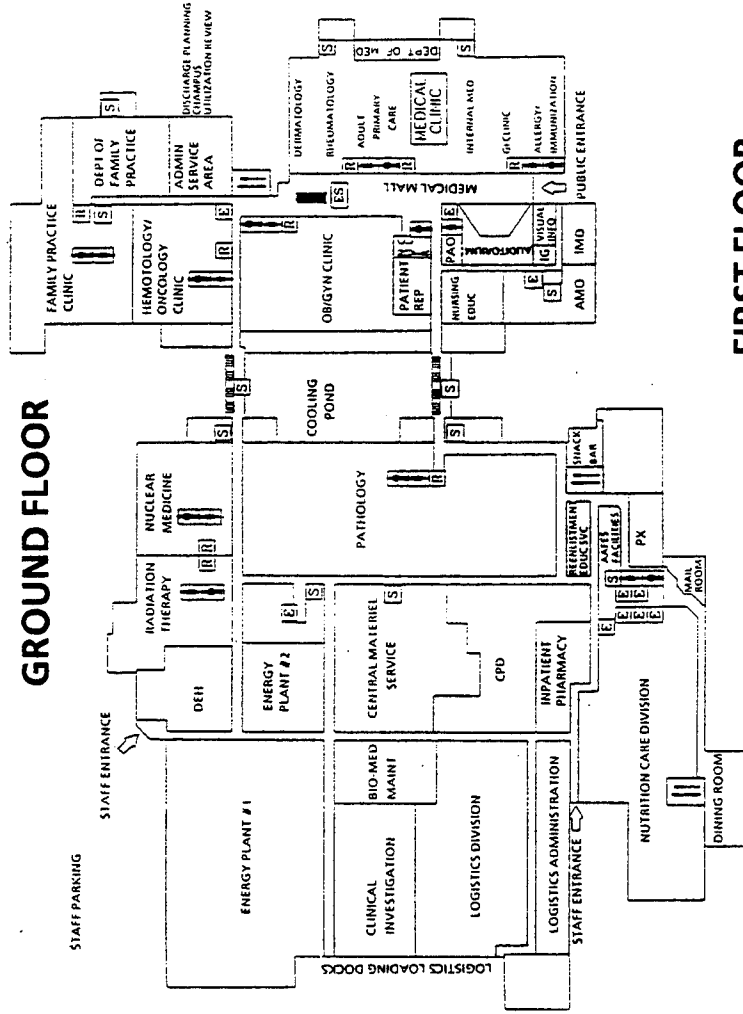 GROUND FLOOR
STAFF PARKING
STAFF ENTRANCE
DISCHARGE PLANNING
CHAMPUS
UTILIZATION REVIEW
FAMILY PRACTICE
CLINIC
DEPT OF
FAMILY
PRACTICE
S
R
S
ADMIN
SERVICE
AREA
HEMOTOLOGY/
ONCOLOGY
CLINIC
R
E
NUCLEAR
MEDICINE
S
RADIATION
THERAPY
R
R
DEH
ENERGY PLANT #1
ENERGY
PLANT #2
E
S
S
COOLING
POND
S
S
OB/GYN CLINIC
R
ES
PATIENT
REP
E
DERMATOLOGY
RHEUMATOLOGY
S
ADULT
PRIMARY
CARE
R
R
DEPT OF MED
MEDICAL
CLINIC
S
INTERNAL MED
GI CLINIC
ALLERGY/
IMMUNIZATION
R
MEDICAL MALL
PUBLIC ENTRANCE
PAO
E
AUDITORIUM
IG
VISUAL
INFO
IMD
AMO
E
S
NURSING
EDUC
PATHOLOGY
R
CENTRAL MATERIEL
SERVICE
S
CPD
INPATIENT
PHARMACY
BIO-MED
MAINT
CLINICAL
INVESTIGATION
LOGISTICS DIVISION
LOGISTICS LOADING DOCKS
LOGISTICS ADMINISTRATION
STAFF ENTRANCE
REENLISTMENT
EDUC SVC
SNACK
BAR
AAFES
FACILITIES
PX
MAIL
ROOM
S
E
E
E
E
E
E
NUTRITION CARE DIVISION
DINING ROOM
FIRST FLOOR